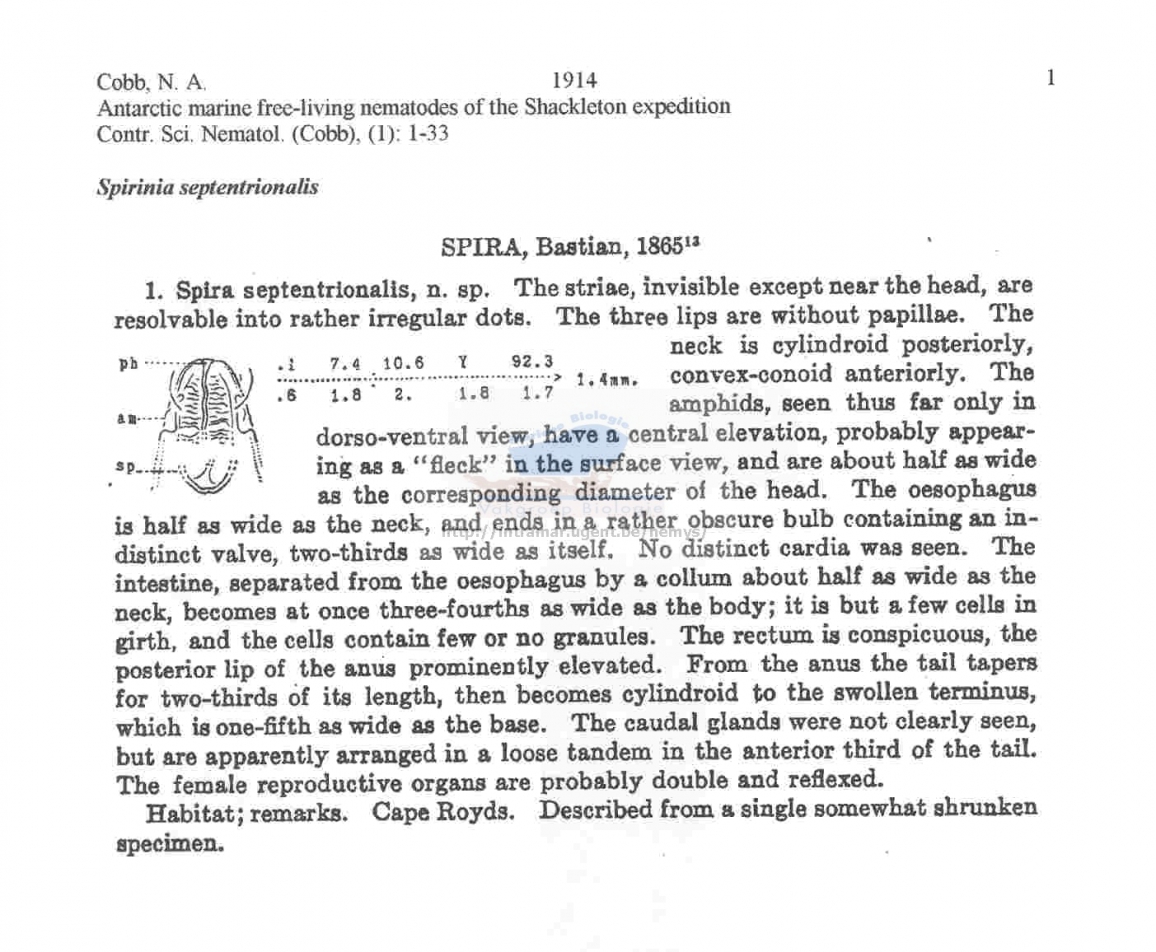 Cobb, N. A. 1914 1
Antarctic marine free-living nematodes of the Shackleton expedition
Contr. Sci. Nematol. (Cobb), (1): 1-33
Spirinia septentrionalis
SPIRA, Bastian, 1865¹³
1. Spira septentrionalis, n. sp. The striae, invisible except near the head, are
resolvable into rather irregular dots. The three lips are without papillae. The
neck is cylindroid posteriorly,
convex-conoid anteriorly. The
amphids, seen thus far only in
ph
am
sp
.i 7.4 10.6 Y 92.3
1.4mm.
.6 1.8 2. 1.8 1.7
dorso-ventral view, have a central elevation, probably appear-
ing as a “fleck” in the surface view, and are about half as wide
as the corresponding diameter of the head. The oesophagus
is half as wide as the neck, and ends in a rather obscure bulb containing an in-
distinct valve, two-thirds as wide as itself. No distinct cardia was seen. The
intestine, separated from the oesophagus by a collum about half as wide as the
neck, becomes at once three-fourths as wide as the body; it is but a few cells in
girth, and the cells contain few or no granules. The rectum is conspicuous, the
posterior lip of the anus prominently elevated. From the anus the tail tapers
for two-thirds of its length, then becomes cylindroid to the swollen terminus,
which is one-fifth as wide as the base. The caudal glands were not clearly seen,
but are apparently arranged in a loose tandem in the anterior third of the tail.
The female reproductive organs are probably double and reflexed.
Habitat; remarks. Cape Royds. Described from a single somewhat shrunken
specimen.
Biologie
Vakgroep Biologie
http://intramar.ugent.be/nemys/